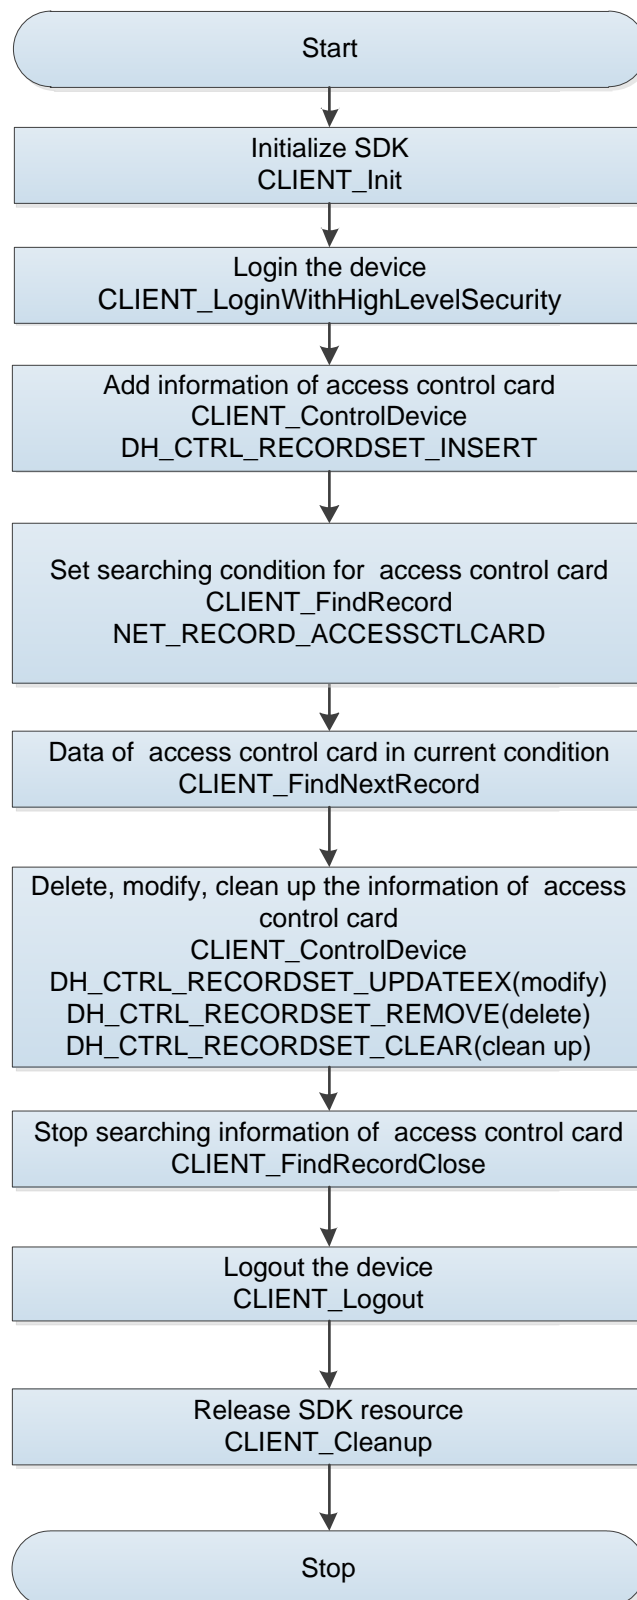 Start
Initialize SDK
CLIENT_Init
Login the device
CLIENT_LoginWithHighLevelSecurity
Add information of access control card
CLIENT_ControlDevice
DH_CTRL_RECORDSET_INSERT
Set searching condition for  access control card
CLIENT_FindRecord
NET_RECORD_ACCESSCTLCARD
Data of  access control card in current condition
CLIENT_FindNextRecord
Delete, modify, clean up the information of  access
control card
CLIENT_ControlDevice
DH_CTRL_RECORDSET_UPDATEEX(modify)
DH_CTRL_RECORDSET_REMOVE(delete)
DH_CTRL_RECORDSET_CLEAR(clean up)
Stop searching information of  access control card
CLIENT_FindRecordClose
Logout the device
CLIENT_Logout
Release SDK resource
CLIENT_Cleanup
Stop